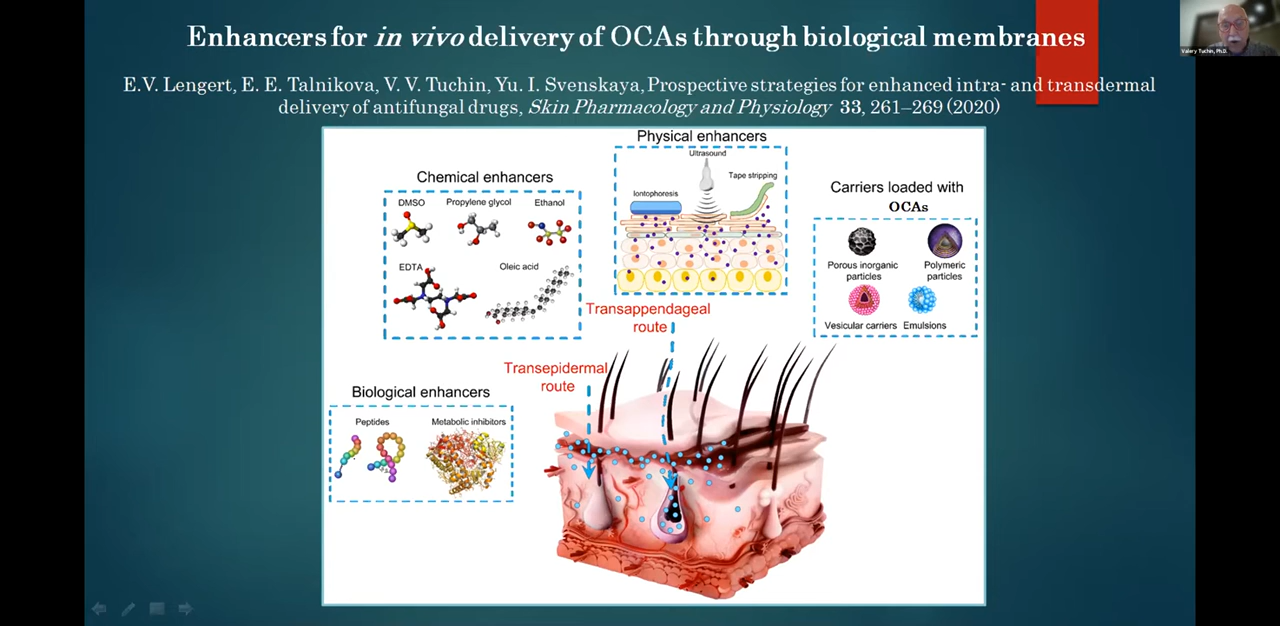 Enhancers for in vivo delivery of OCAs through biological membranes
Valery Tuchin, Ph.D.
E.V. Lengert, E. E. Talnikova, V. V. Tuchin, Yu. I. Svenskaya, Prospective strategies for enhanced intra- and transdermal
delivery of antifungal drugs, Skin Pharmacology and Physiology 33, 261–269 (2020)
Physical enhancers
Ultrasound
Tape stripping
Iontophoresis
Chemical enhancers
DMSO
Propylene glycol
Ethanol
EDTA
Oleic acid
Carriers loaded with
OCAs
Porous inorganic
particles
Polymeric
particles
Vesicular carriers
Emulsions
Transappendageal
route
Transepidermal
route
Biological enhancers
Peptides
Metabolic inhibitors